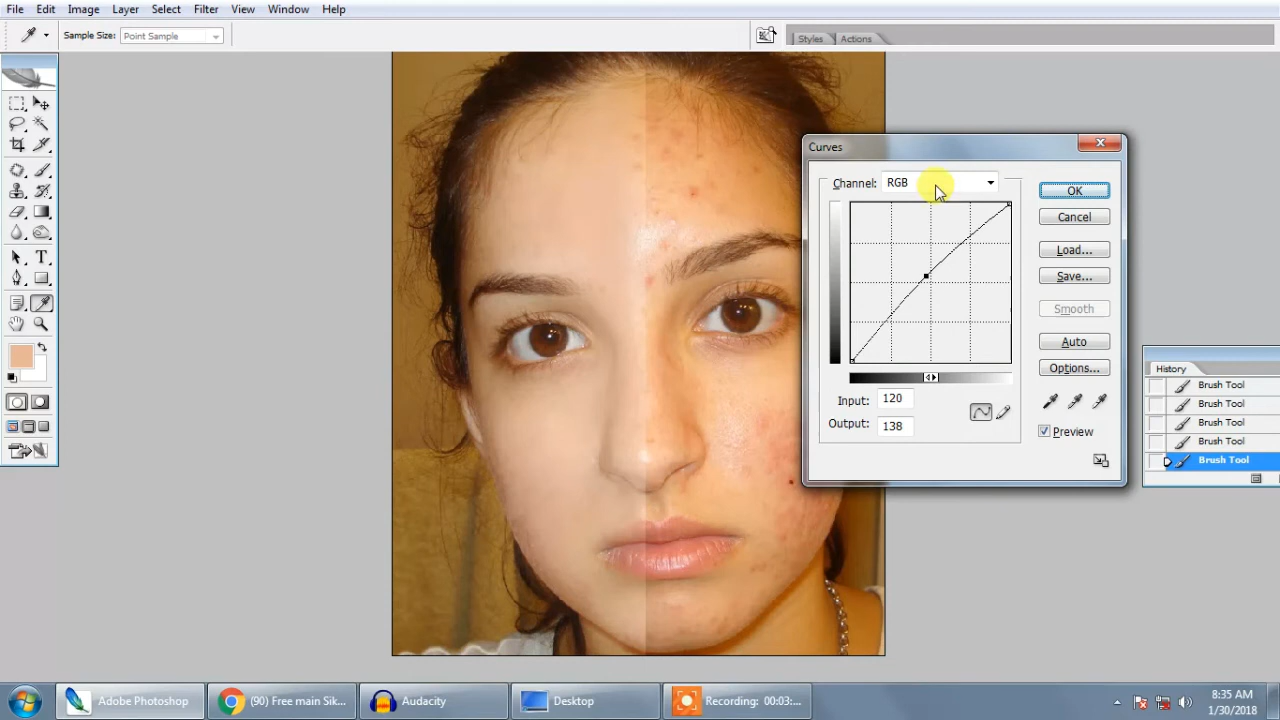 File Edit Image Layer Select Filter View Window Help
Sample Size: Point Sample
Styles Actions
Curves
Channel: RGB
OK
Cancel
Load...
Save...
Smooth
Auto
Options...
Input: 120
Output: 138
Preview
History
Brush Tool
Brush Tool
Brush Tool
Brush Tool
Brush Tool
Adobe Photoshop
(90) Free main Sik...
Audacity
Desktop
Recording: 00:03:...
8:35 AM
1/30/2018